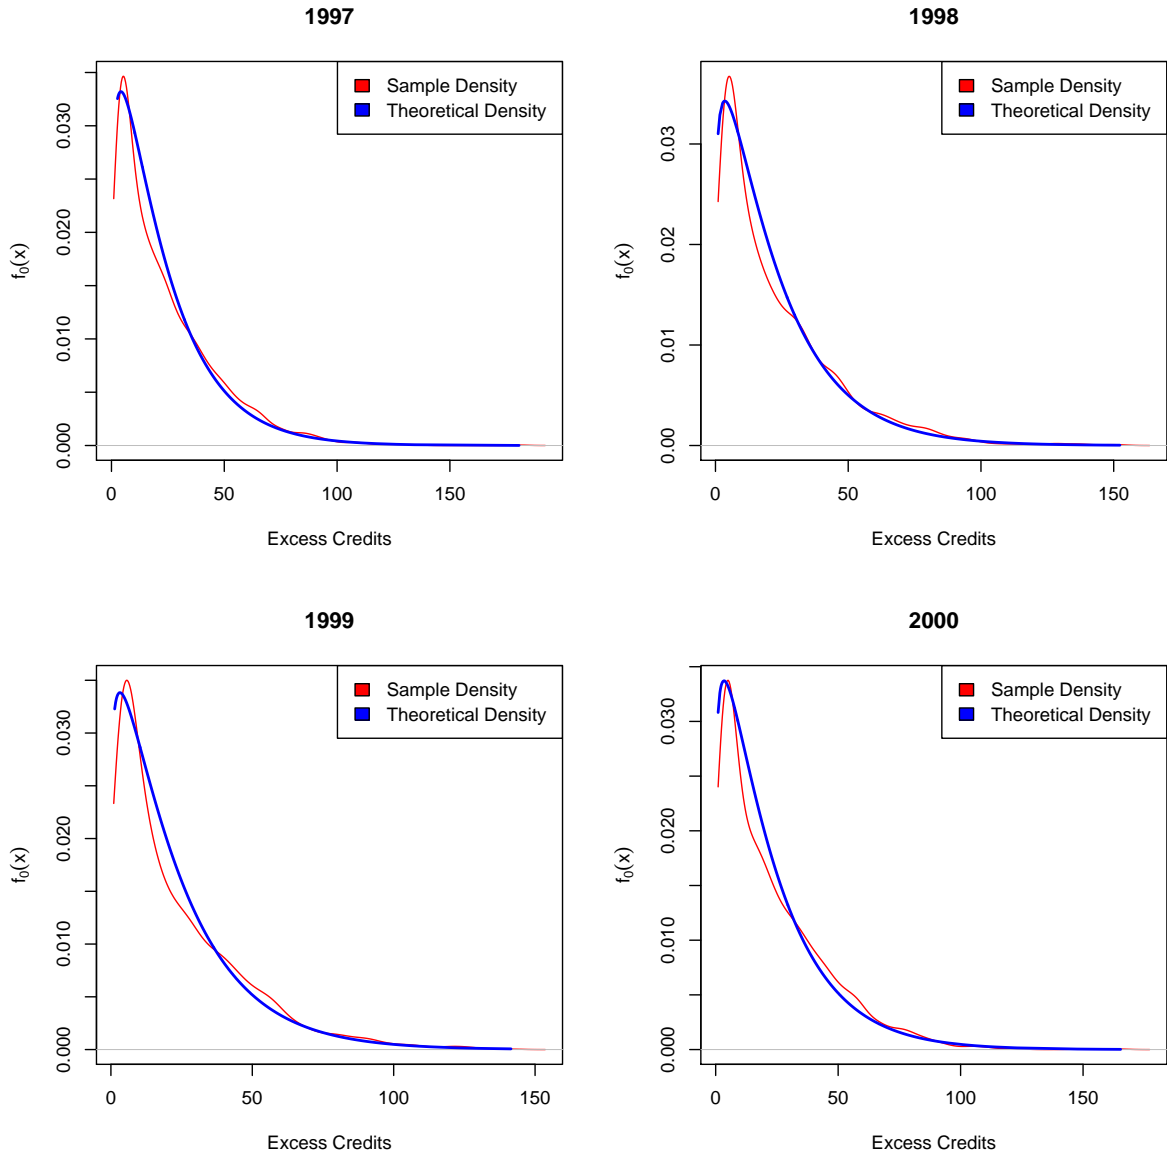 1997
Sample Density
Theoretical Density
f0(x)
0.030
0.020
0.010
0.000
0 50 100 150
Excess Credits
1998
Sample Density
Theoretical Density
f0(x)
0.03
0.02
0.01
0.00
0 50 100 150
Excess Credits
1999
Sample Density
Theoretical Density
f0(x)
0.030
0.020
0.010
0.000
0 50 100 150
Excess Credits
2000
Sample Density
Theoretical Density
f0(x)
0.030
0.020
0.010
0.000
0 50 100 150
Excess Credits